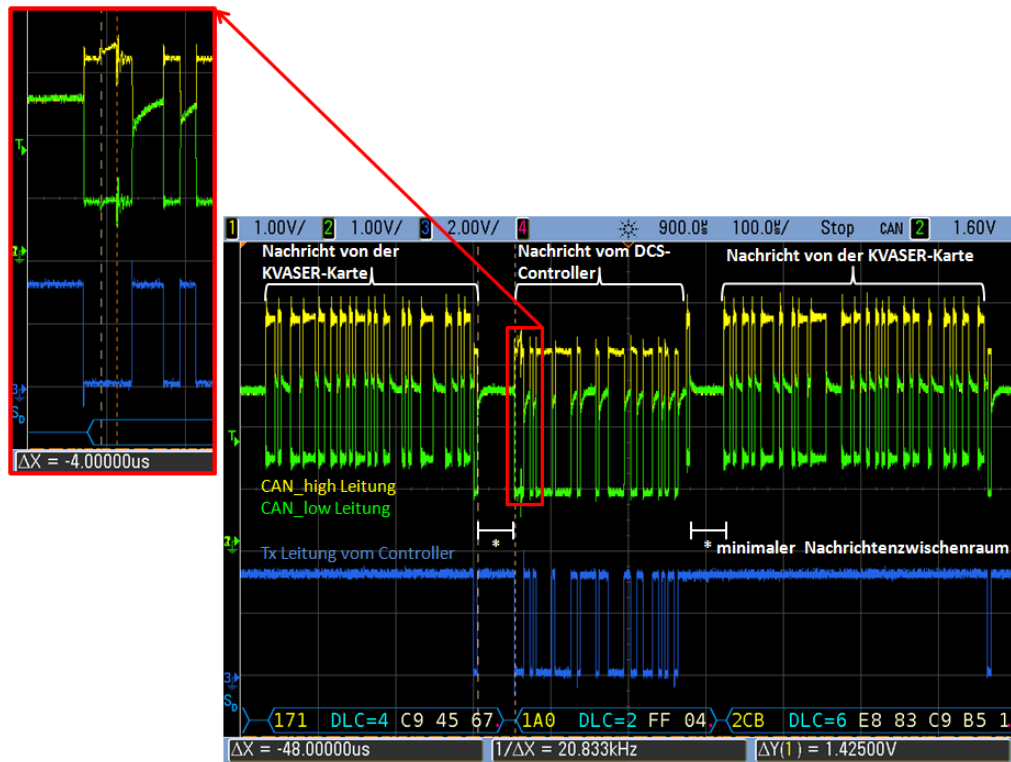 T
ΔX = -4.00000us
1 1.00V/ 2 1.00V/ 3 2.00V/ 4 900.0 100.0 / Stop CAN 2 1.60V
Nachricht von der
KVASER-Karte
Nachricht vom DCS-
Controller
Nachricht von der KVASER-Karte
T
CAN_high Leitung
CAN_low Leitung
*
* minimaler Nachrichtenzwischenraum
Tx Leitung vom Controller
171 DLC=4 C9 45 67 1A0 DLC=2 FF 04 2CB DLC=6 E8 83 C9 B5 1
ΔX = -48.00000us 1/ΔX = 20.833kHz ΔY(1) = 1.42500V